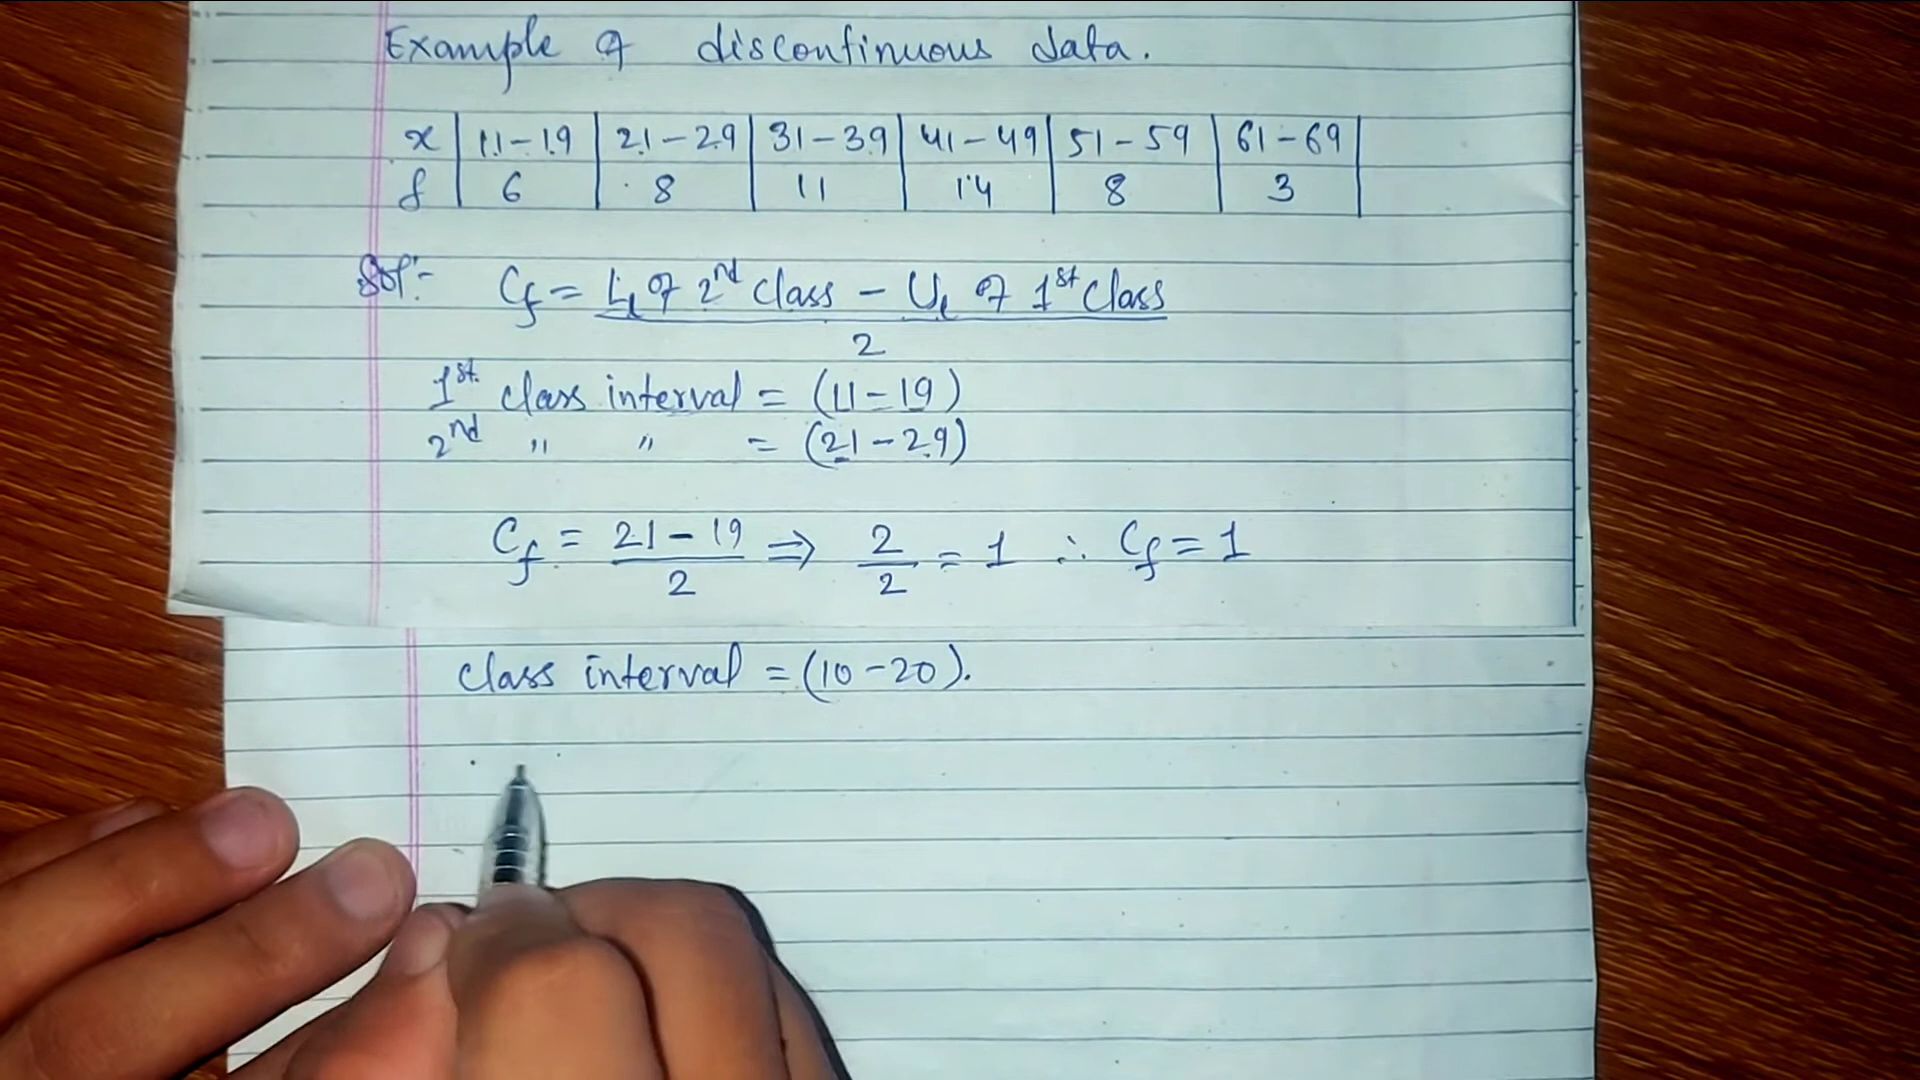 Example of discontinuous data.
x | 11-19 | 21-29 | 31-39 | 41-49 | 51-59 | 61-69 |
f | 6 | 8 | 11 | 14 | 8 | 3 |
Sol:- Cf = Ll of 2nd class - Ul of 1st class
2
1st class interval = (11-19)
2nd " " = (21-29)
Cf = 21-19 / 2 ⇒ 2 / 2 = 1 ∴ Cf = 1
class interval = (10-20).